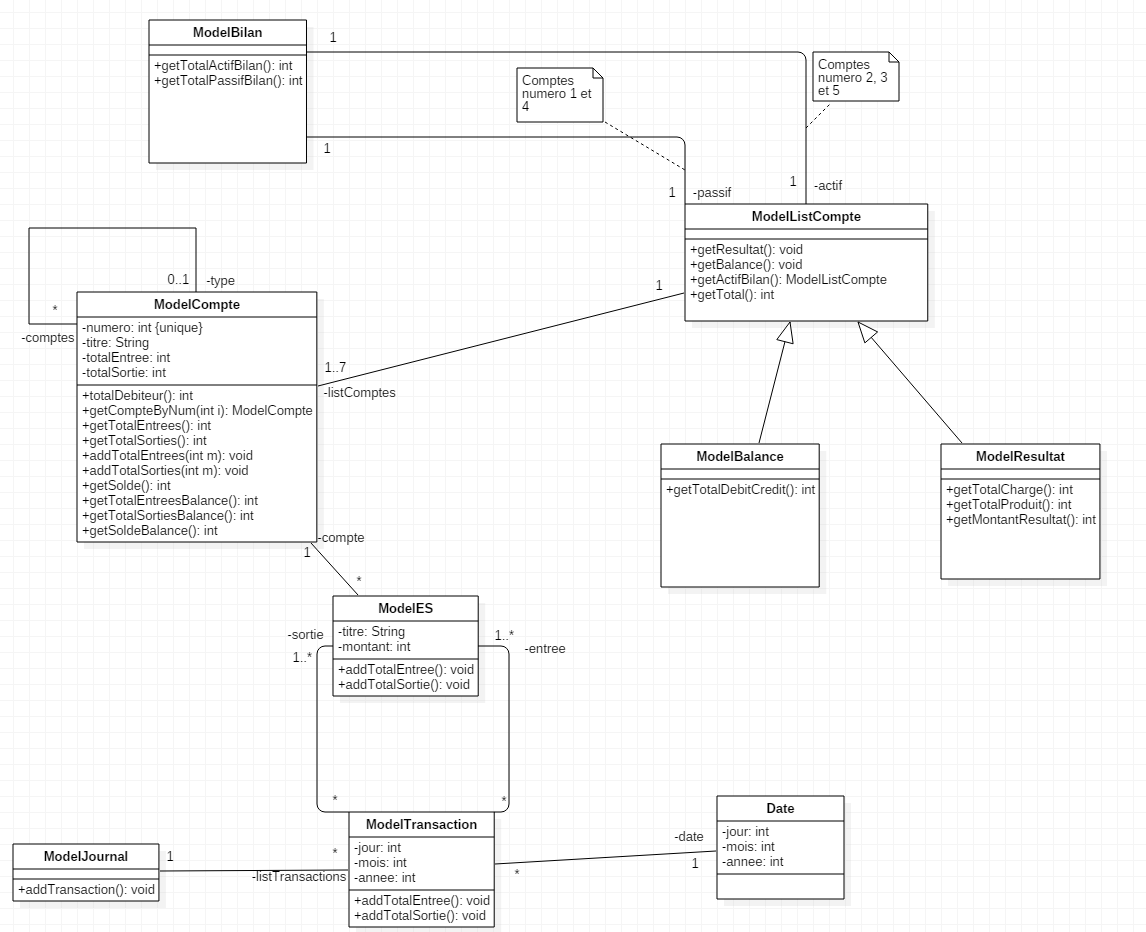 ModelBilan
+getTotalActifBilan(): int
+getTotalPassifBilan(): int
1
1
Comptes
numero 1 et
4
Comptes
numero 2, 3
et 5
1
-passif
1
-actif
ModelListCompte
+getResultat(): void
+getBalance(): void
+getActifBilan(): ModelListCompte
+getTotal(): int
0..1
-type
*
-comptes
ModelCompte
-numero: int {unique}
-titre: String
-totalEntree: int
-totalSortie: int
+totalDebiteur(): int
+getCompteByNum(int i): ModelCompte
+getTotalEntrees(): int
+getTotalSorties(): int
+addTotalEntrees(int m): void
+addTotalSorties(int m): void
+getSolde(): int
+getTotalEntreesBalance(): int
+getTotalSortiesBalance(): int
+getSoldeBalance(): int
1
1..7
-listComptes
ModelBalance
+getTotalDebitCredit(): int
ModelResultat
+getTotalCharge(): int
+getTotalProduit(): int
+getMontantResultat(): int
-compte
1
*
ModelES
-titre: String
-montant: int
+addTotalEntree(): void
+addTotalSortie(): void
-sortie
1..*
1..*
-entree
*
*
ModelTransaction
-jour: int
-mois: int
-annee: int
+addTotalEntree(): void
+addTotalSortie(): void
ModelJournal
+addTransaction(): void
1
*
-listTransactions
-date
1
*
Date
-jour: int
-mois: int
-annee: int